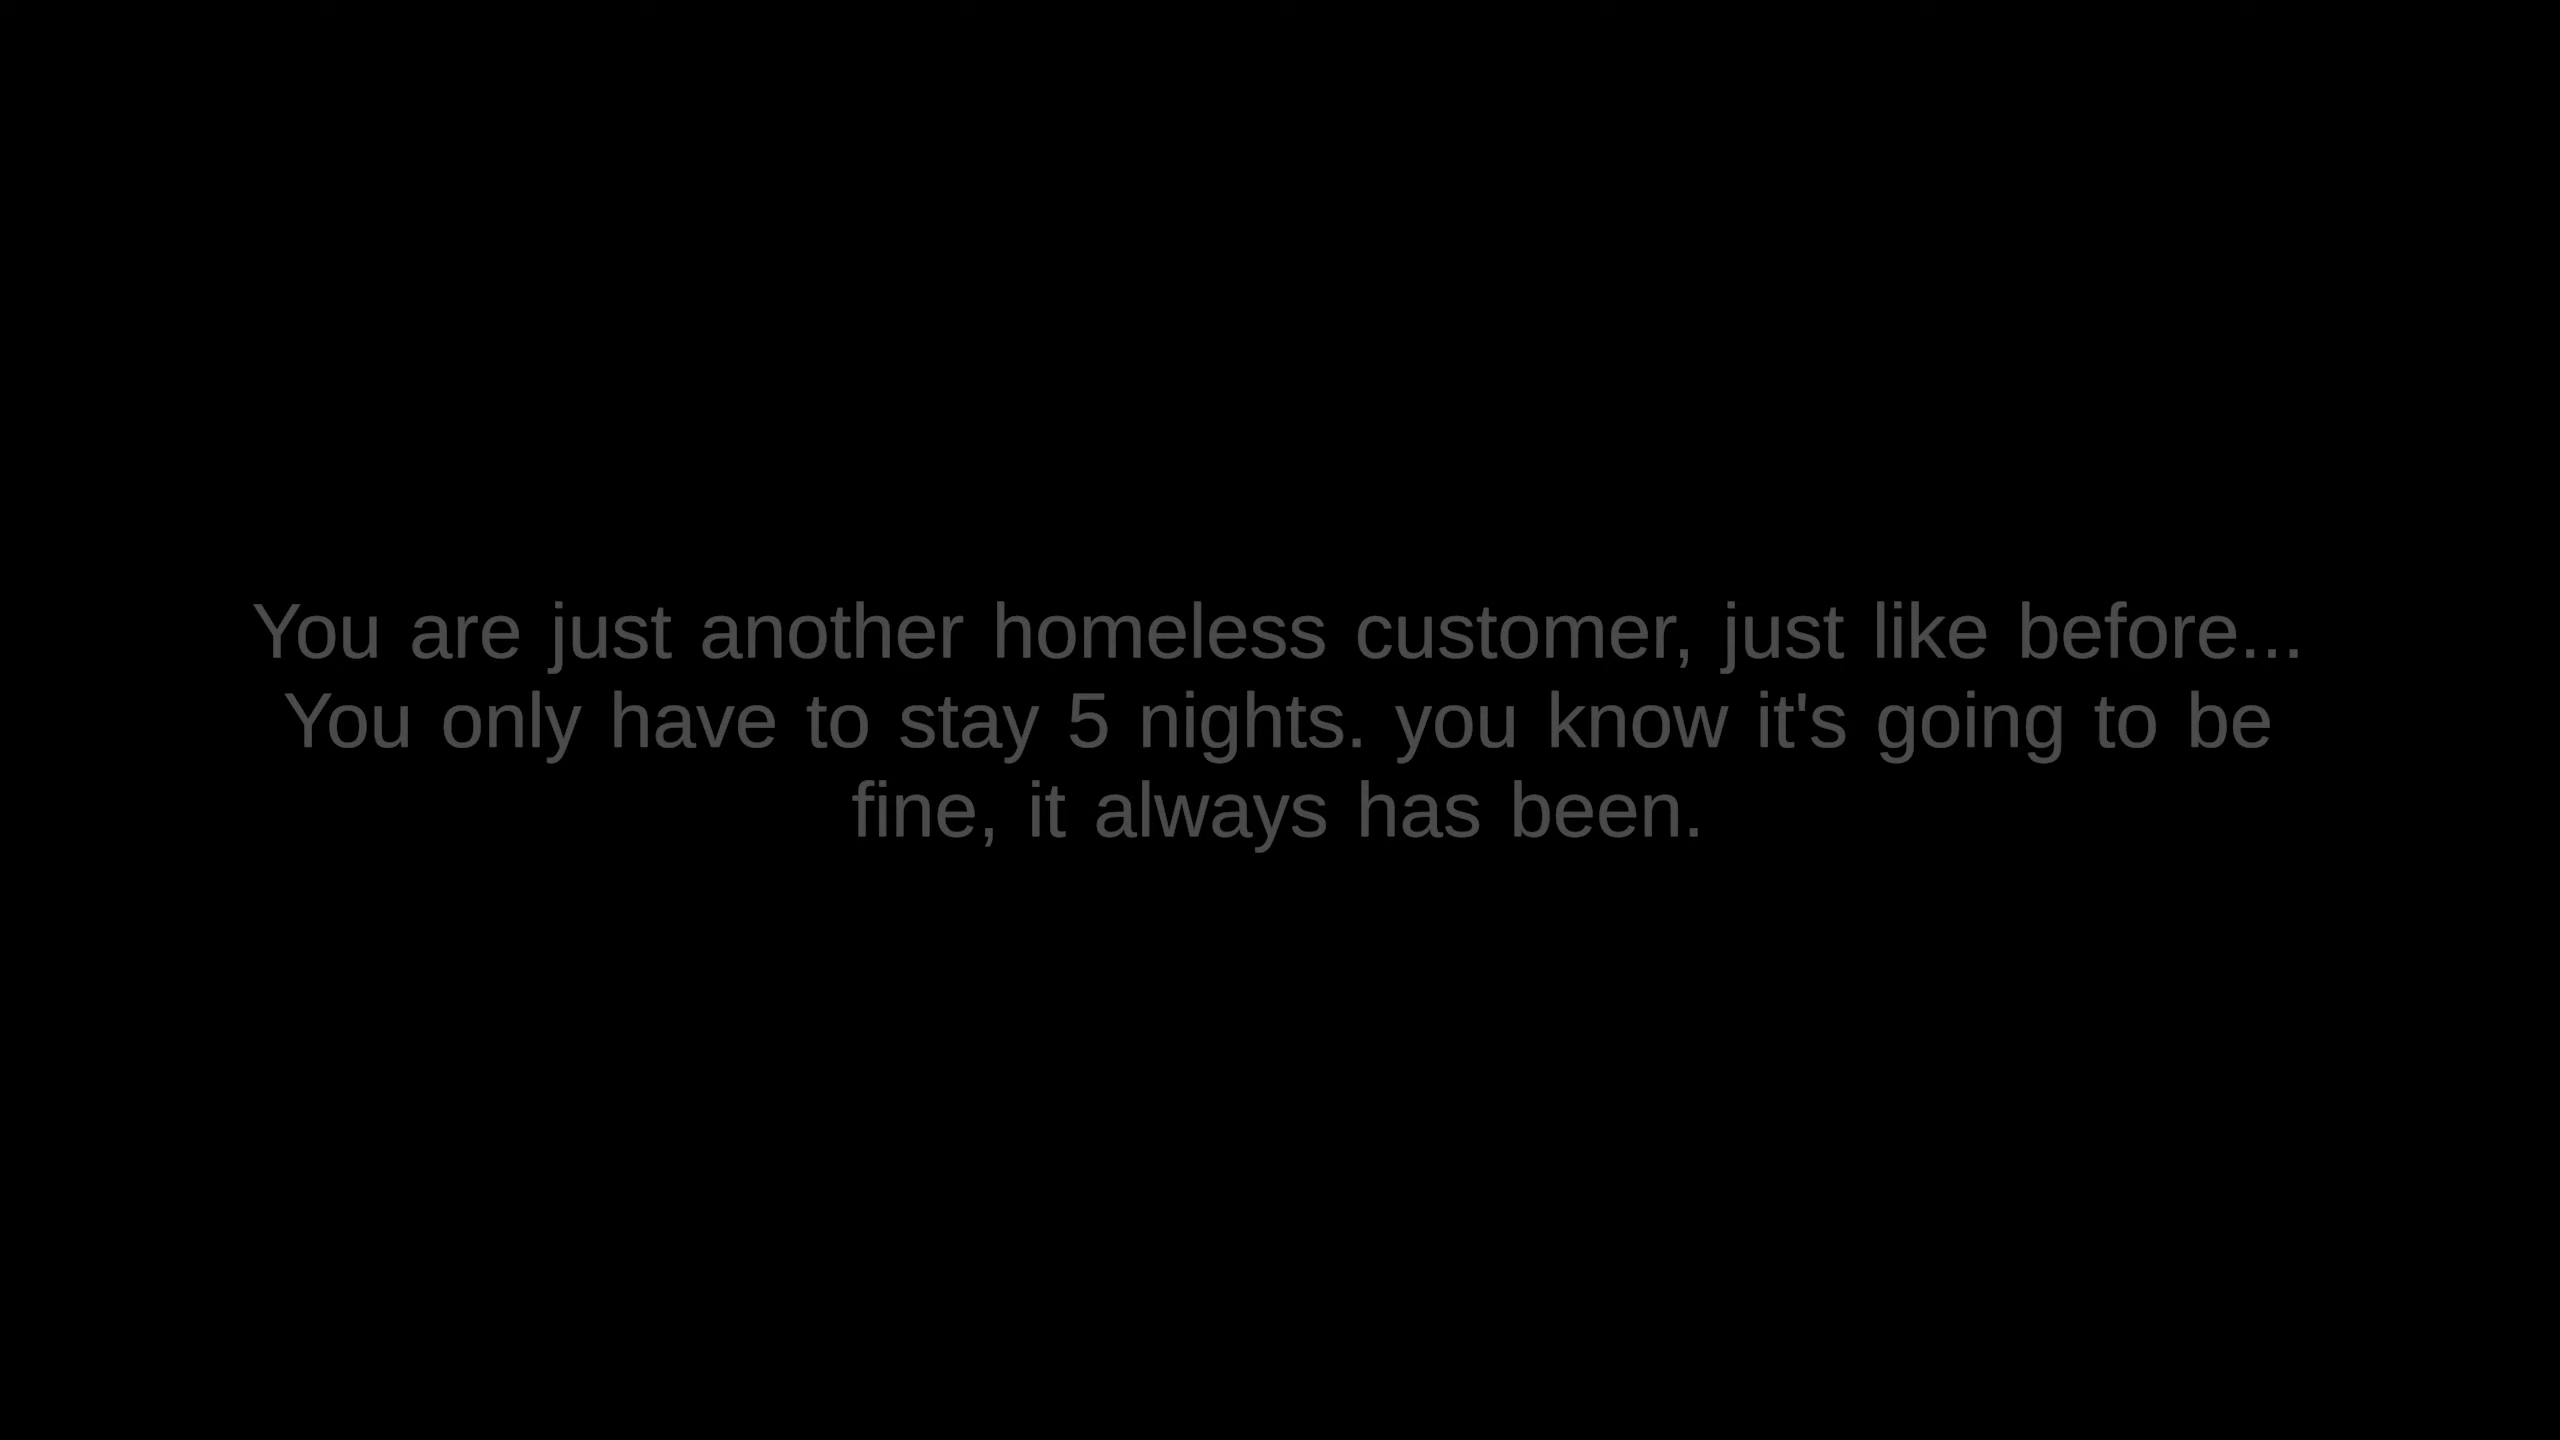 You are just another homeless customer, just like before...
You only have to stay 5 nights. you know it's going to be
fine, it always has been.